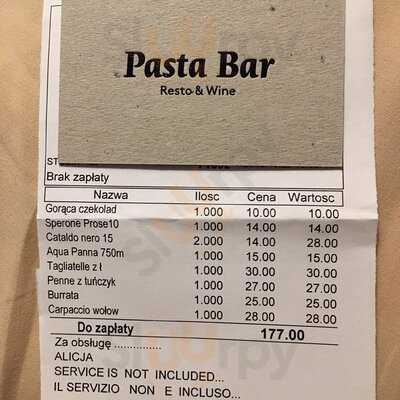 Pasta Bar
Resto & Wine
ST
Brak zapłaty
Nazwa Ilosc Cena Wartosc
Gorąca czekolad 1.000 10.00 10.00
Sperone Prose10 1.000 14.00 14.00
Cataldo nero 15 2.000 14.00 28.00
Aqua Panna 750m 1.000 15.00 15.00
Tagliatelle z ł 1.000 30.00 30.00
Penne z tuńczyk 1.000 27.00 27.00
Burrata 1.000 25.00 25.00
Carpaccio wołow 1.000 28.00 28.00
Do zapłaty 177.00
Za obsługę ...............
ALICJA
SERVICE IS NOT INCLUDED...
IL SERVIZIO NON E INCLUSO...